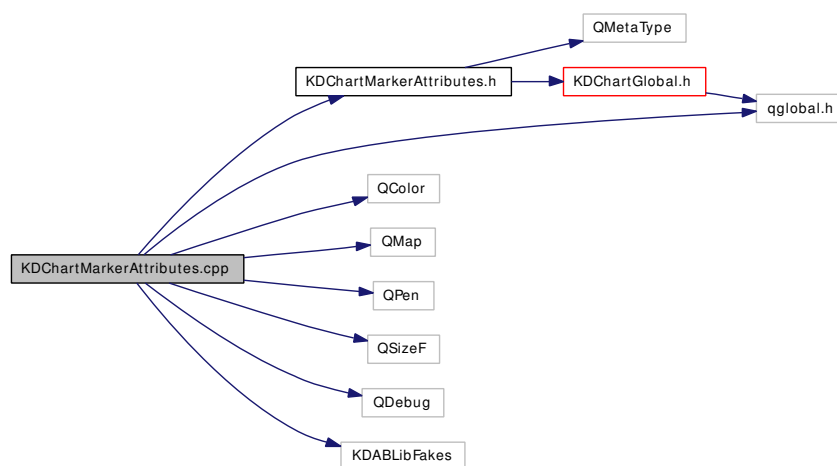 QMetaType
KDChartMarkerAttributes.h
KDChartGlobal.h
qglobal.h
QColor
QMap
KDChartMarkerAttributes.cpp
QPen
QSizeF
QDebug
KDABLibFakes